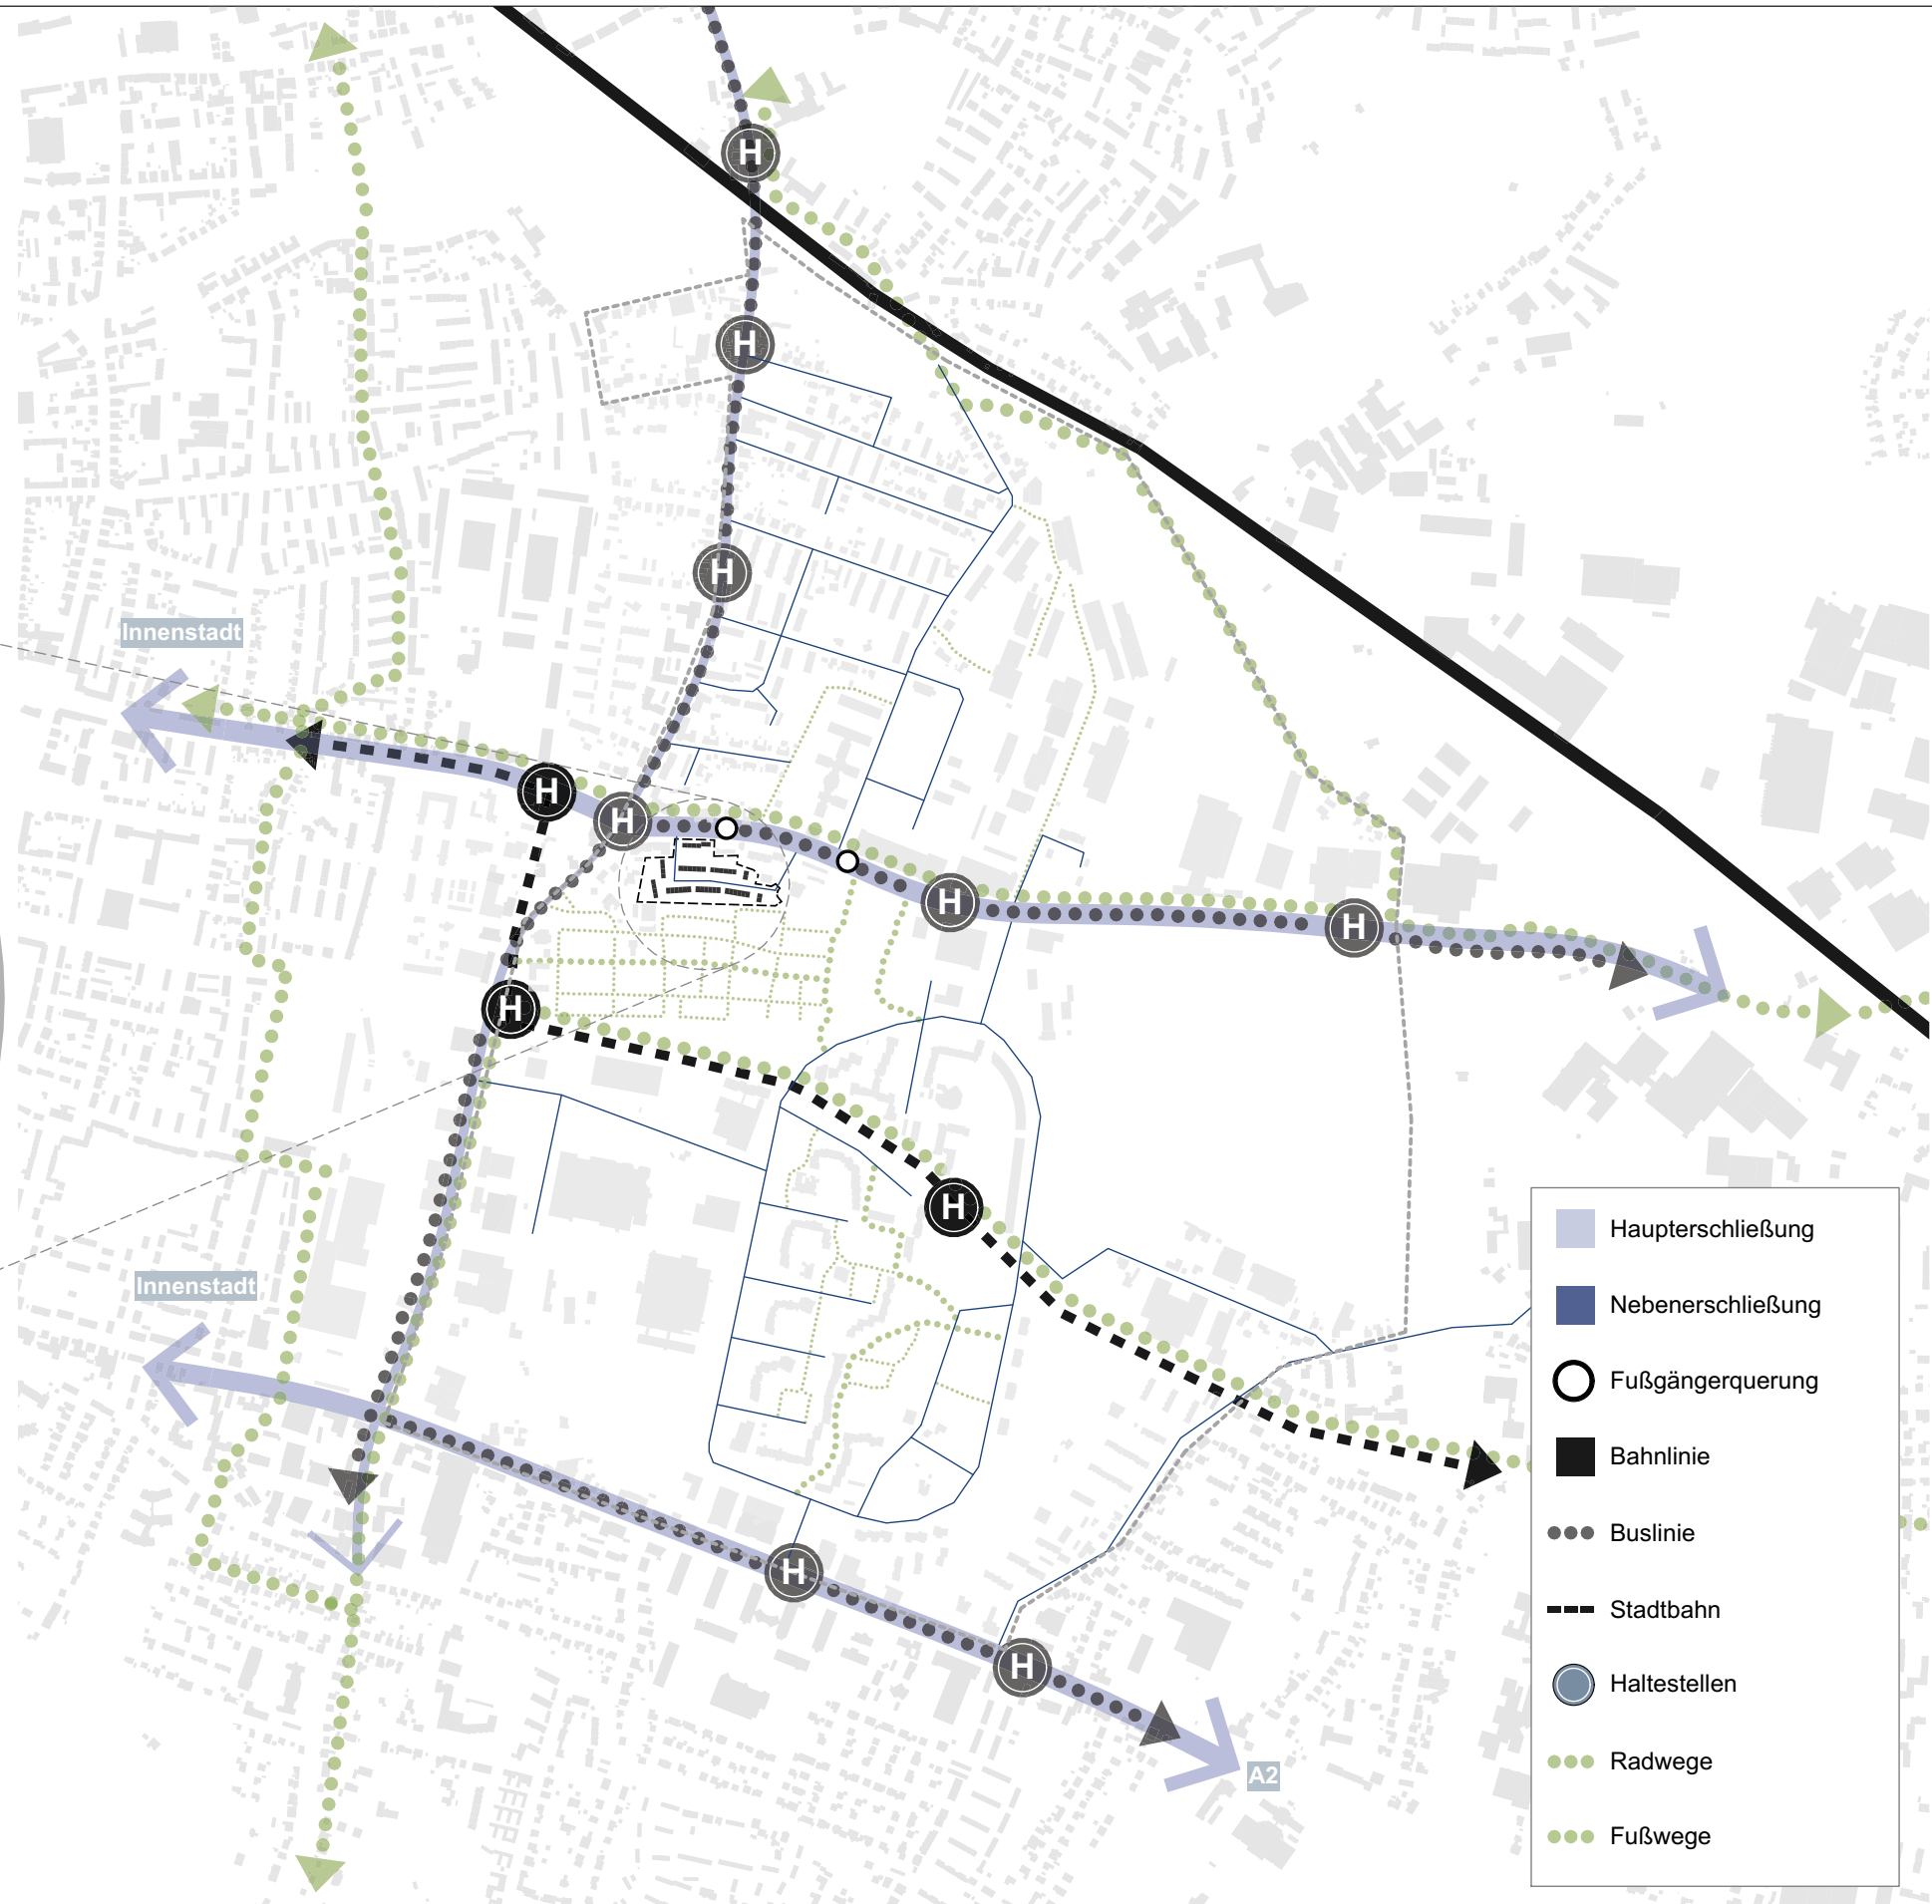 H
H
H
Innenstadt
H
H
H
H
H
H
Innenstadt
H
H
A2
Haupterschließung
Nebenerschließung
Fußgängerquerung
Bahnlinie
Buslinie
Stadtbahn
Haltestellen
Radwege
Fußwege